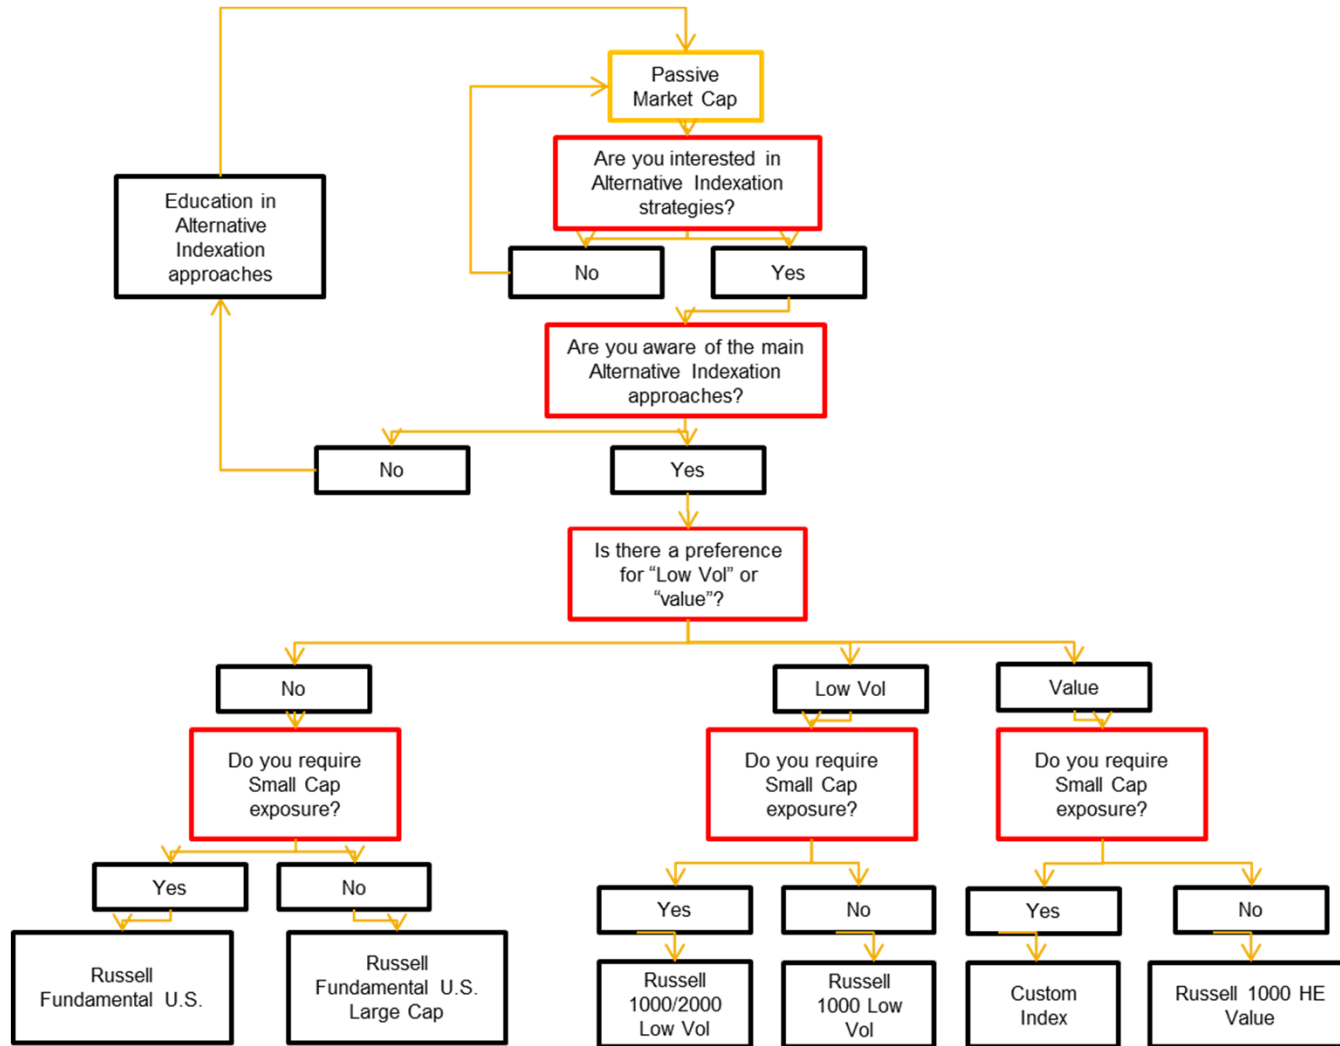 Passive
Market Cap
Are you interested in
Alternative Indexation
strategies?
Education in
Alternative
Indexation
approaches
No
Yes
Are you aware of the main
Alternative Indexation
approaches?
No
Yes
Is there a preference
for “Low Vol” or
“value”?
No
Low Vol
Value
Do you require
Small Cap
exposure?
Do you require
Small Cap
exposure?
Do you require
Small Cap
exposure?
Yes
No
Yes
No
Yes
No
Russell
Fundamental U.S.
Russell
Fundamental U.S.
Large Cap
Russell
1000/2000
Low Vol
Russell
1000 Low
Vol
Custom
Index
Russell 1000 HE
Value